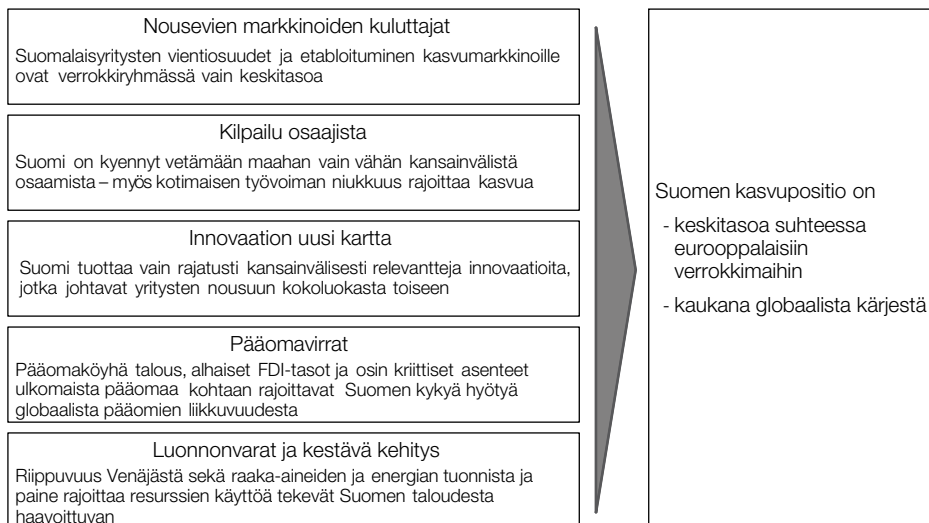 Nousevien markkinoiden kuluttajat
Suomalaisyritysten vientiosuudet ja etabloituminen kasvumarkkinoille
ovat verrokkiryhmässä vain keskitasoa
Kilpailu osaajista
Suomi on kyennyt vetämään maahan vain vähän kansainvälistä
osaamista – myös kotimaisen työvoiman niukkuus rajoittaa kasvua
Innovaation uusi kartta
Suomi tuottaa vain rajatusti kansainvälisesti relevantteja innovaatioita,
jotka johtavat yritysten nousuun kokoluokasta toiseen
Pääomavirrat
Pääomaköyhä talous, alhaiset FDI-tasot ja osin kriittiset asenteet
ulkomaista pääomaa kohtaan rajoittavat Suomen kykyä hyötyä
globaalista pääomien liikkuvuudesta
Luonnonvarat ja kestävä kehitys
Riippuvuus Venäjästä sekä raaka-aineiden ja energian tuonnista ja
paine rajoittaa resurssien käyttöä tekevät Suomen taloudesta
haavoittuvan
Suomen kasvupositio on
- keskitasoa suhteessa
eurooppalaisiin
verrokkimaihin
- kaukana globaalista kärjestä